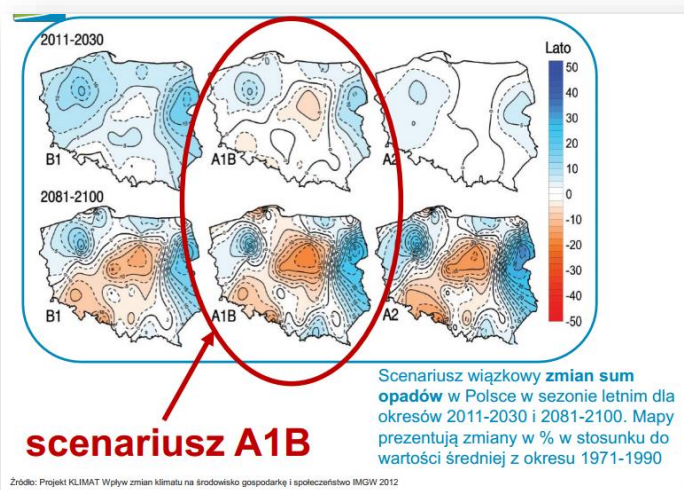 2011-2030
Lato
50
40
30
20
10
0
-10
-20
-30
-40
-50
B1
A1B
A2
2081-2100
B1
A1B
A2
scenariusz A1B
Scenariusz wiązkowy zmian sum
opadów w Polsce w sezonie letnim dla
okresów 2011-2030 i 2081-2100. Mapy
prezentują zmiany w % w stosunku do
wartości średniej z okresu 1971-1990
Źródło: Projekt KLIMAT Wpływ zmian klimatu na środowisko gospodarkę i społeczeństwo IMGW 2012